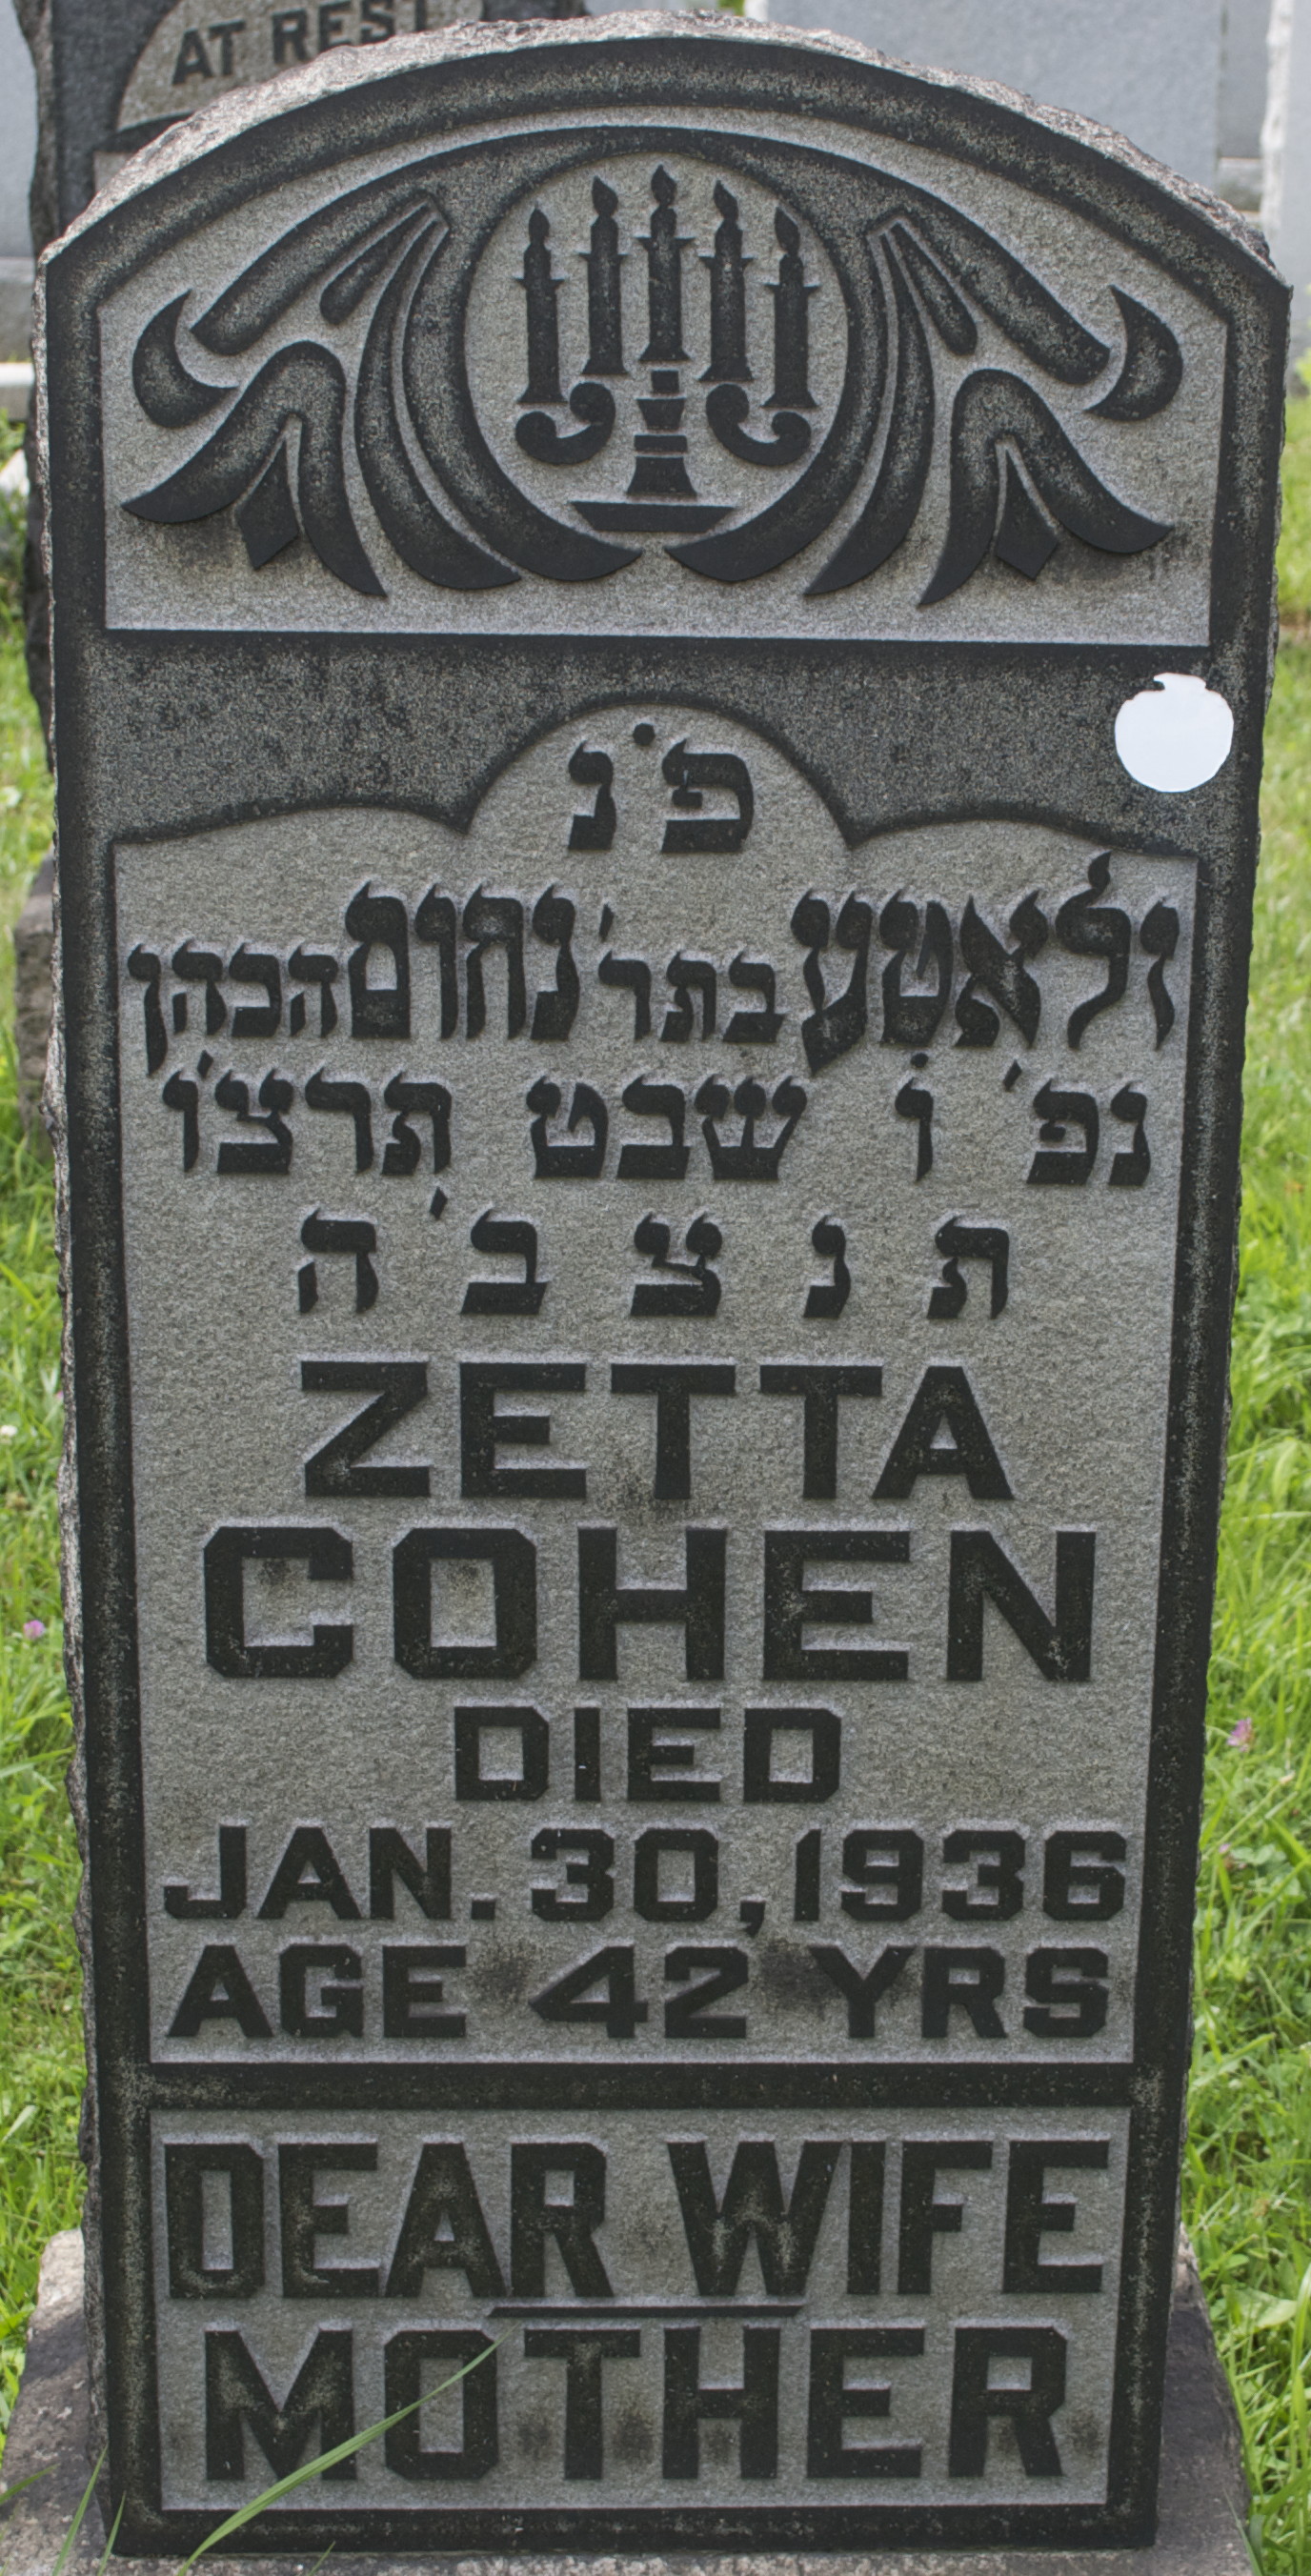 AT REST
פ׳נ
זלאטע בת ר׳ נחום הכהן
נפ׳ ו׳ שבט תרצ׳ו
ת נ צ ב׳ ה
ZETTA
COHEN
DIED
JAN. 30, 1936
AGE 42 YRS
DEAR WIFE
MOTHER